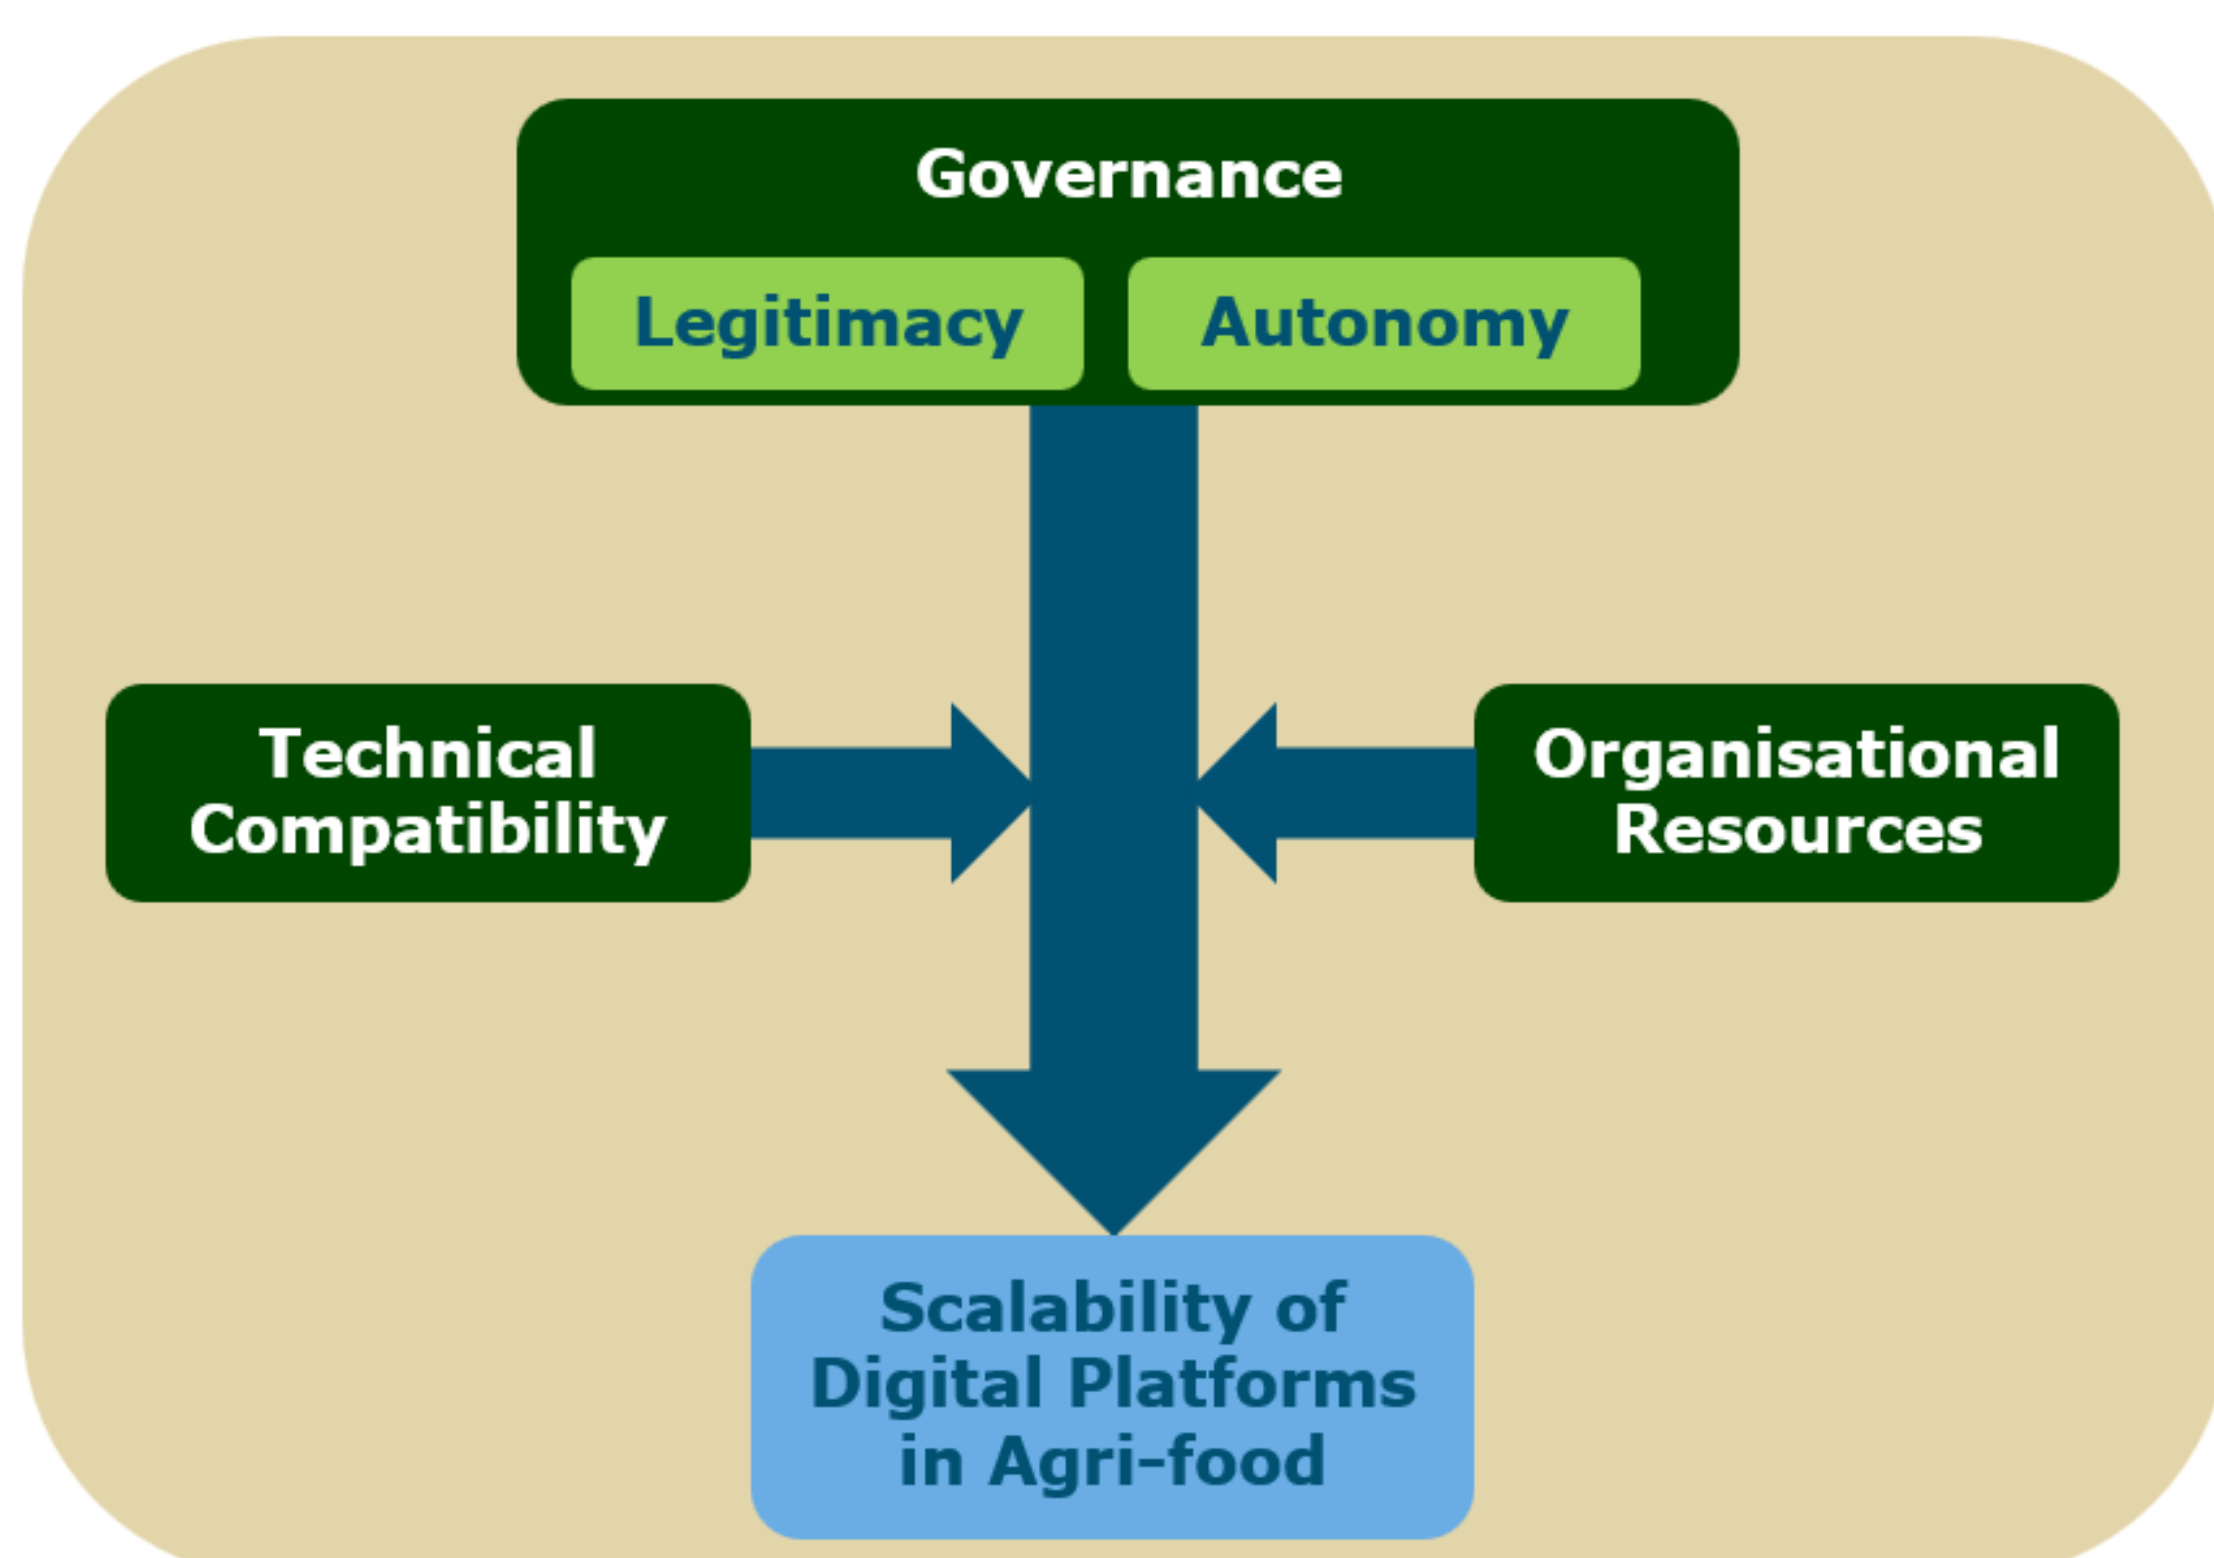 Governance
Legitimacy
Autonomy
Technical
Compatibility
Organisational
Resources
Scalability of
Digital Platforms
in Agri-food